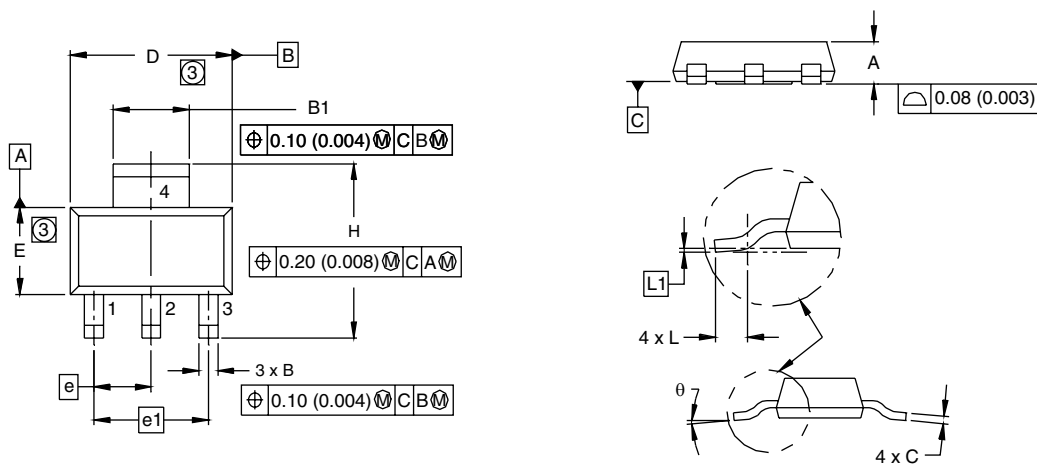 D
B
3
B1
⌖ 0.10 (0.004) Ⓜ C B Ⓜ
A
4
3
E
H
⌖ 0.20 (0.008) Ⓜ C A Ⓜ
1 2 3
3 x B
e
⌖ 0.10 (0.004) Ⓜ C B Ⓜ
e1
A
0.08 (0.003)
C
L1
4 x L
θ
4 x C